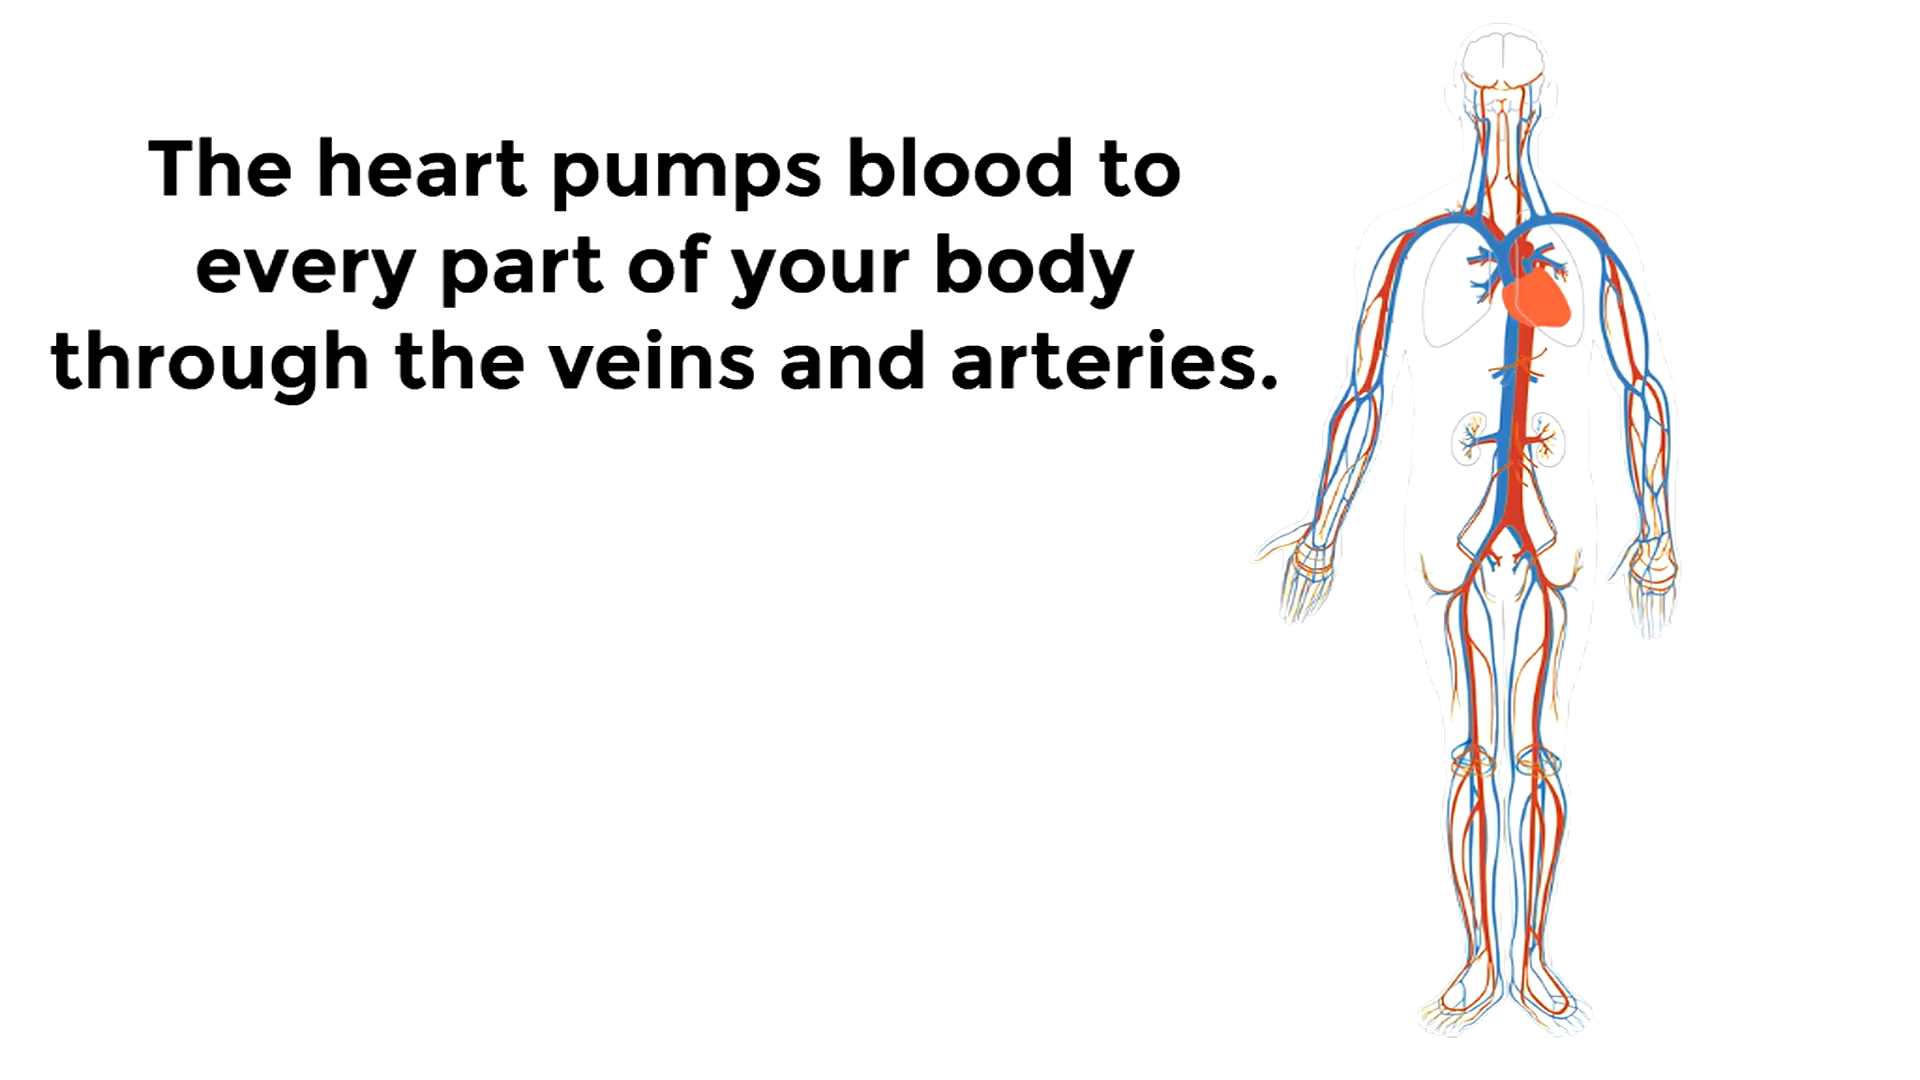 The heart pumps blood to
every part of your body
through the veins and arteries.